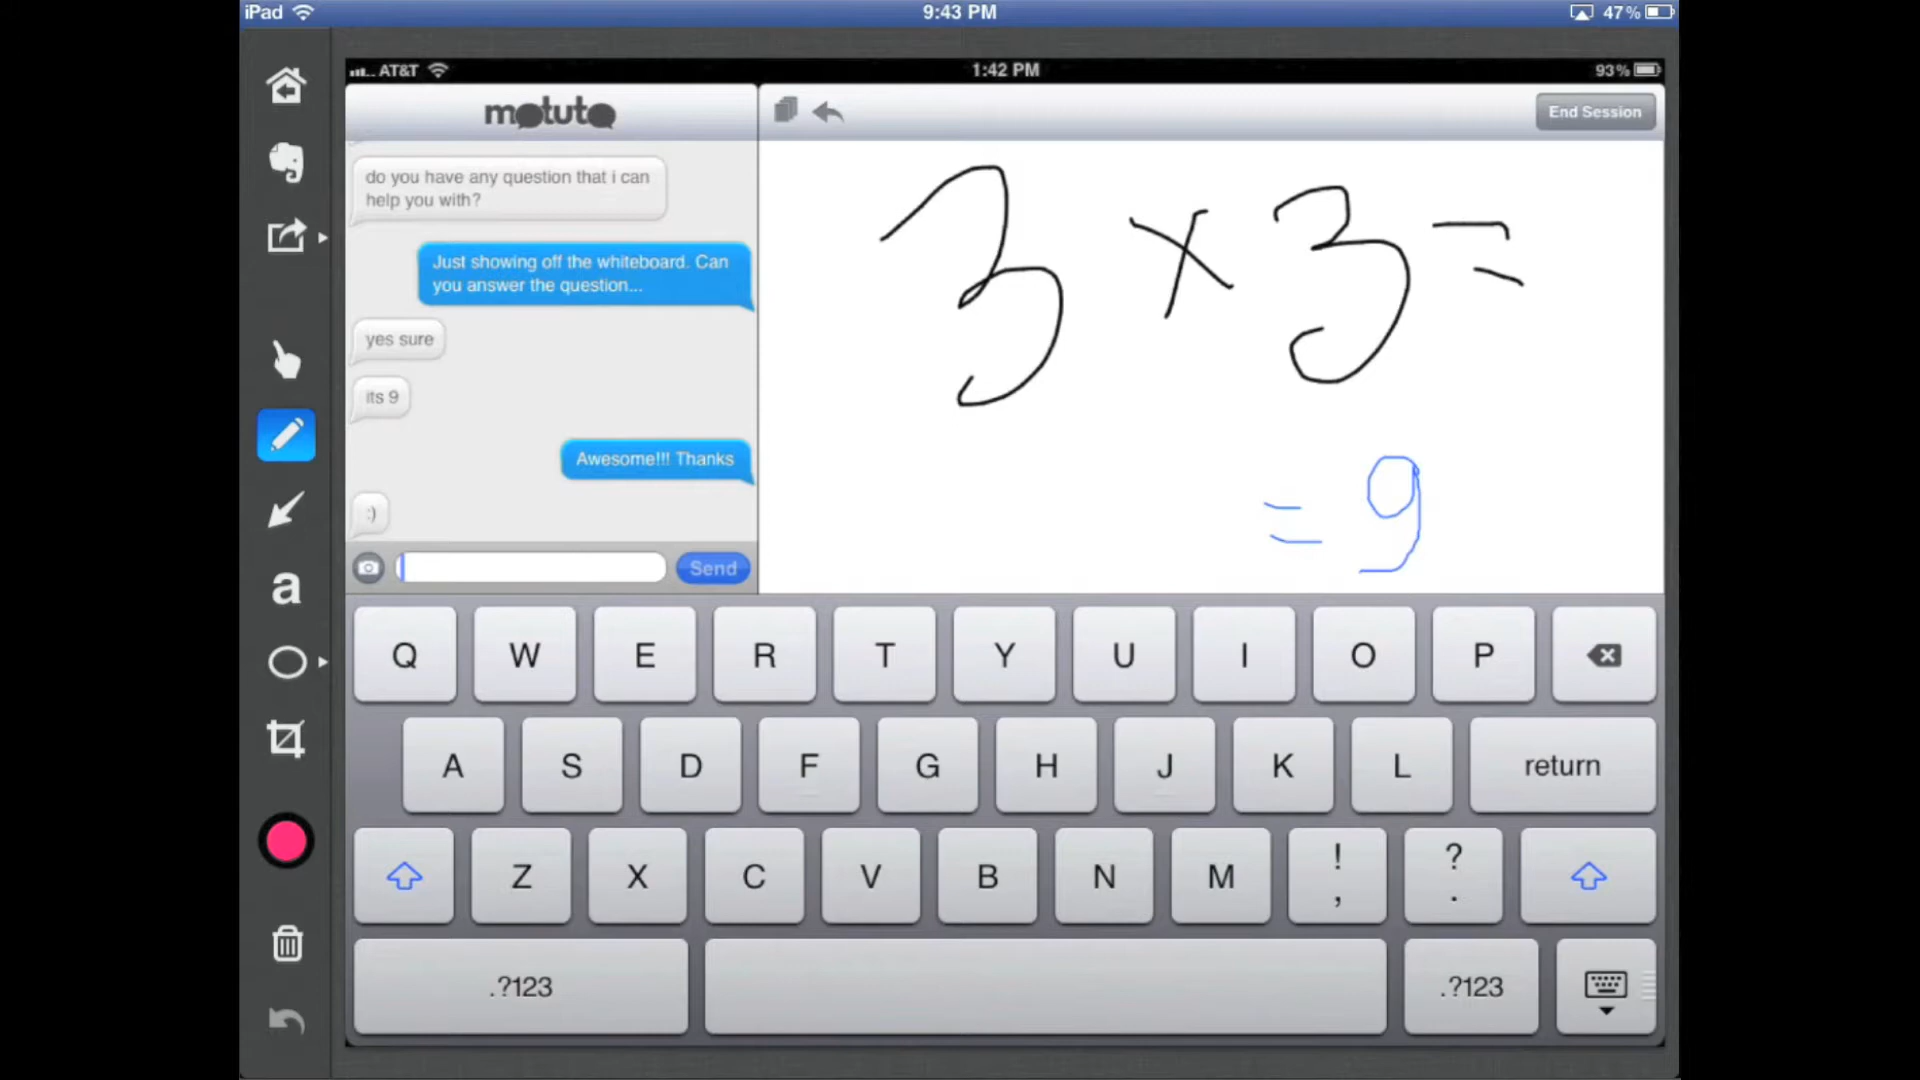 iPad
9:43 PM
47%
AT&T
1:42 PM
93%
motuto
End Session
do you have any question that i can
help you with?
Just showing off the whiteboard. Can
you answer the question...
yes sure
its 9
Awesome!!! Thanks
:)
Send
3 x 3 =
= 9
a
Q W E R T Y U I O P
A S D F G H J K L return
Z X C V B N M ! , ? .
.?123 .?123